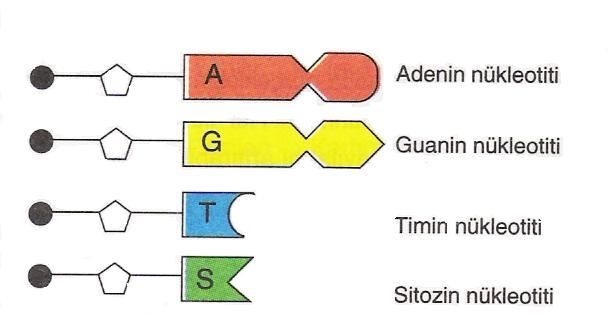 A Adenin nükleotiti
G Guanin nükleotiti
T Timin nükleotiti
S Sitozin nükleotiti